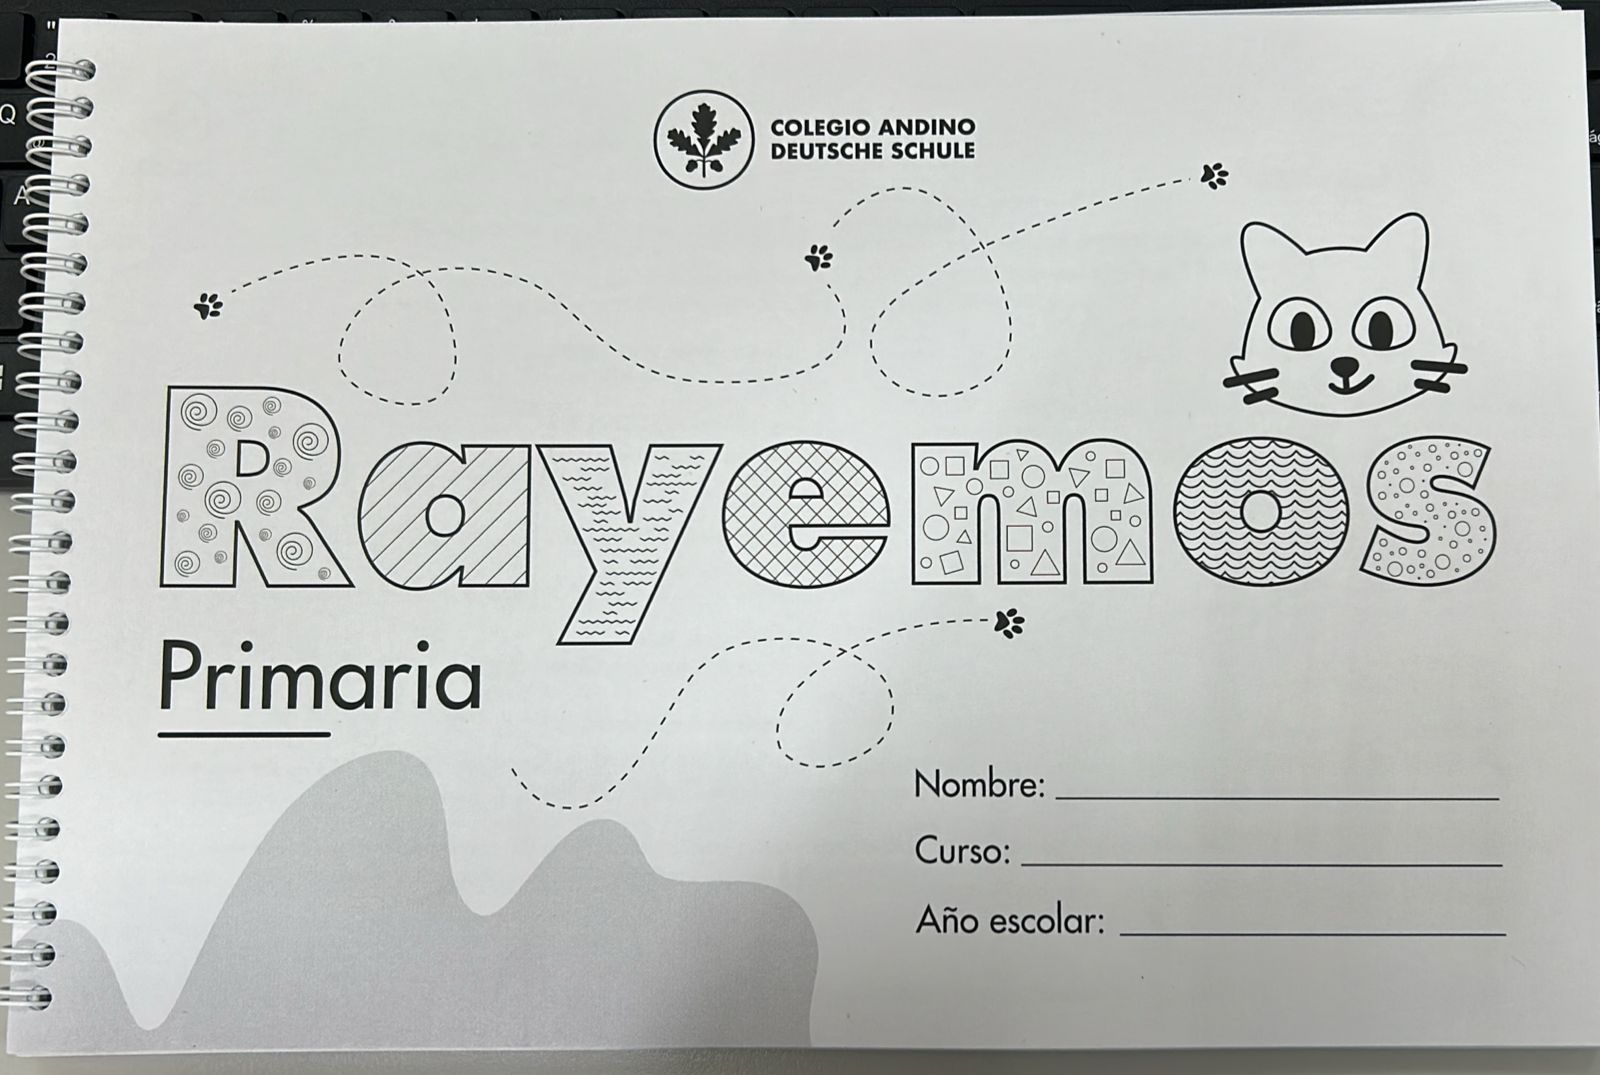 COLEGIO ANDINO
DEUTSCHE SCHULE
Rayemos
Primaria
Nombre:
Curso:
Año escolar: